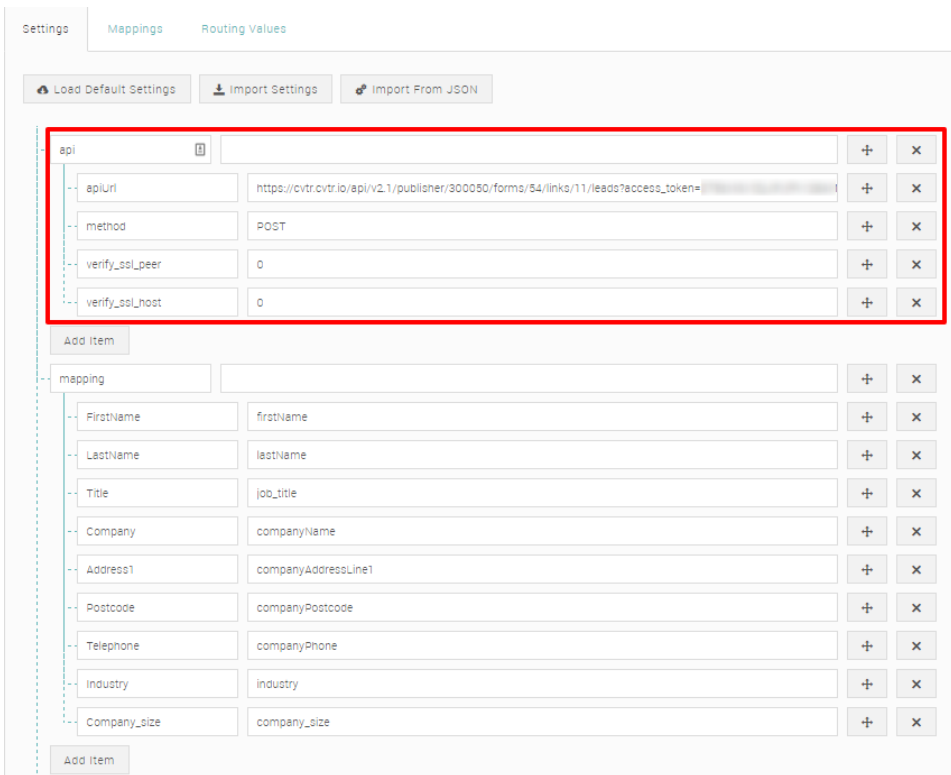 Settings Mappings Routing Values
Load Default Settings Import Settings Import From JSON
api
apiUrl https://cvtr.cvtr.io/api/v2.1/publisher/300050/forms/54/links/11/leads?access_token=
method POST
verify_ssl_peer 0
verify_ssl_host 0
Add Item
mapping
FirstName firstName
LastName lastName
Title job_title
Company companyName
Address1 companyAddressLine1
Postcode companyPostcode
Telephone companyPhone
Industry industry
Company_size company_size
Add Item